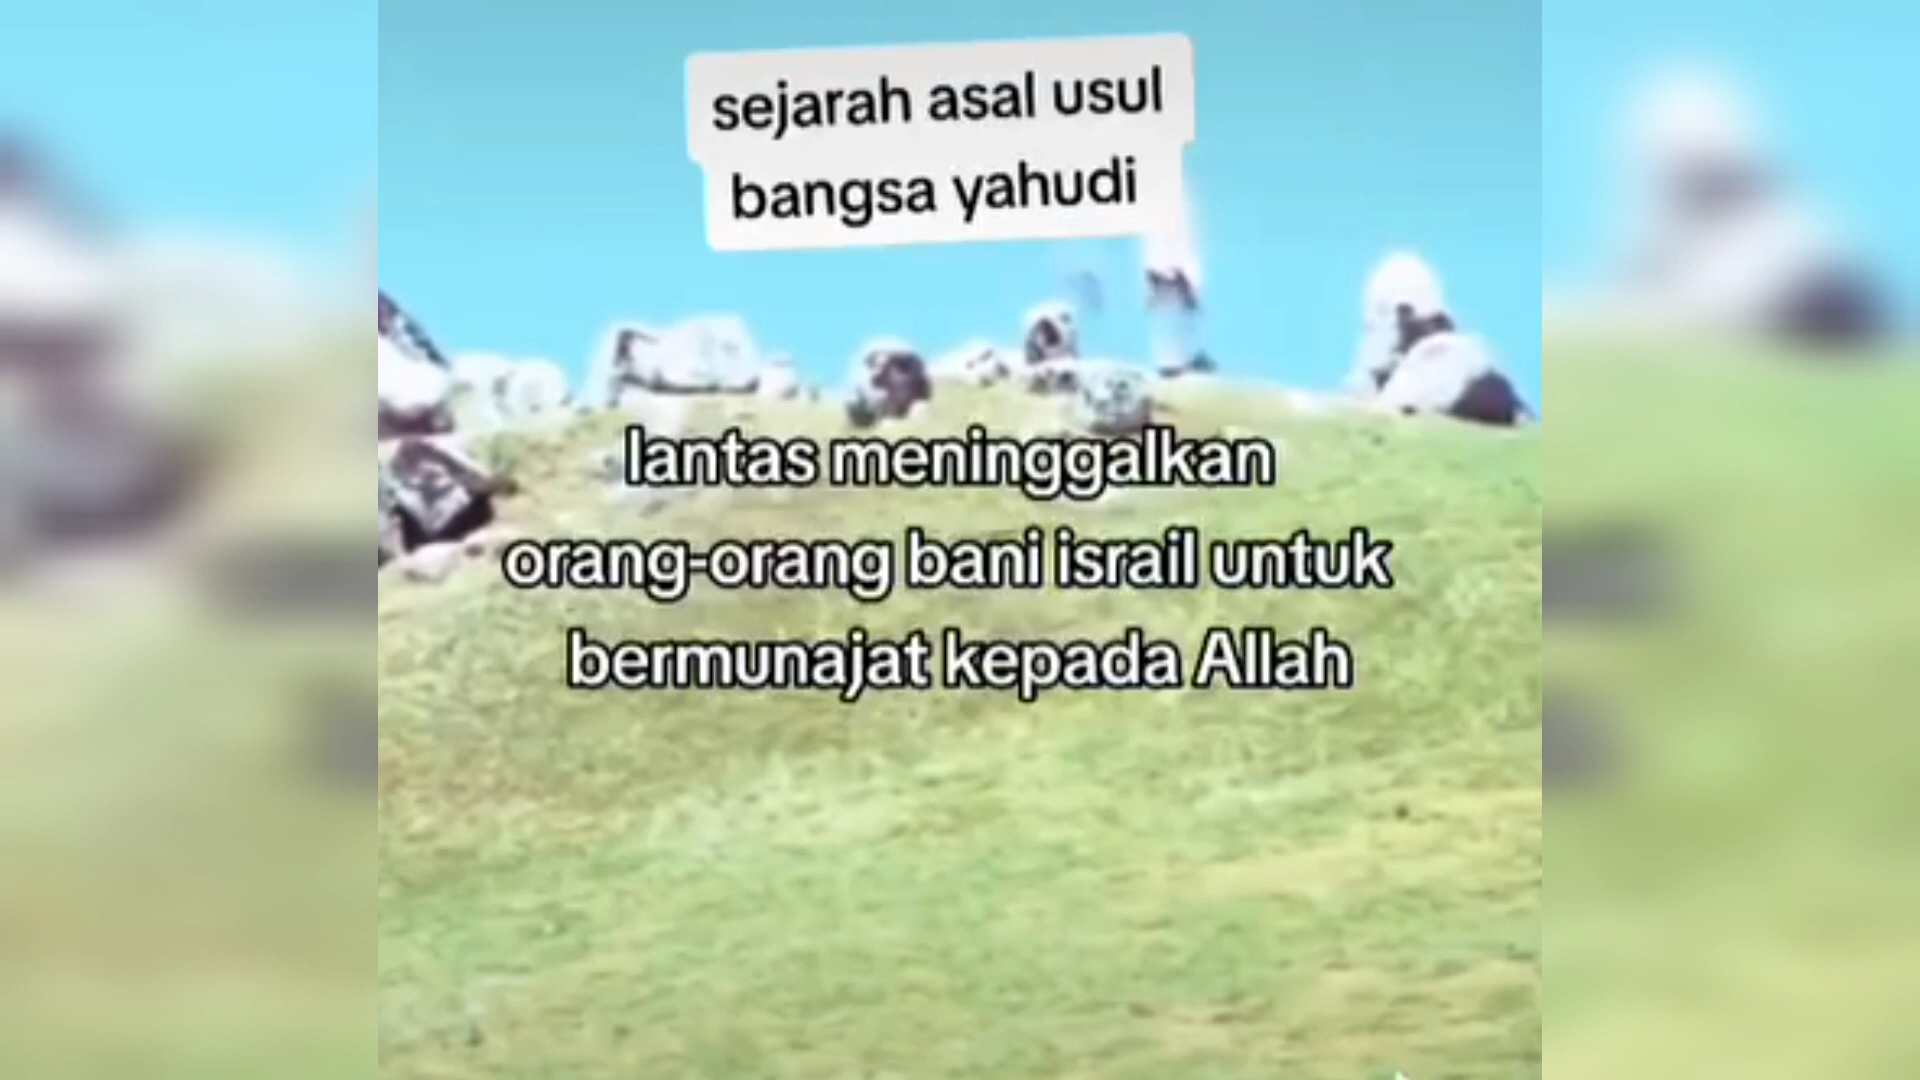 sejarah asal usul
bangsa yahudi
lantas meninggalkan
orang-orang bani israil untuk
bermunajat kepada Allah